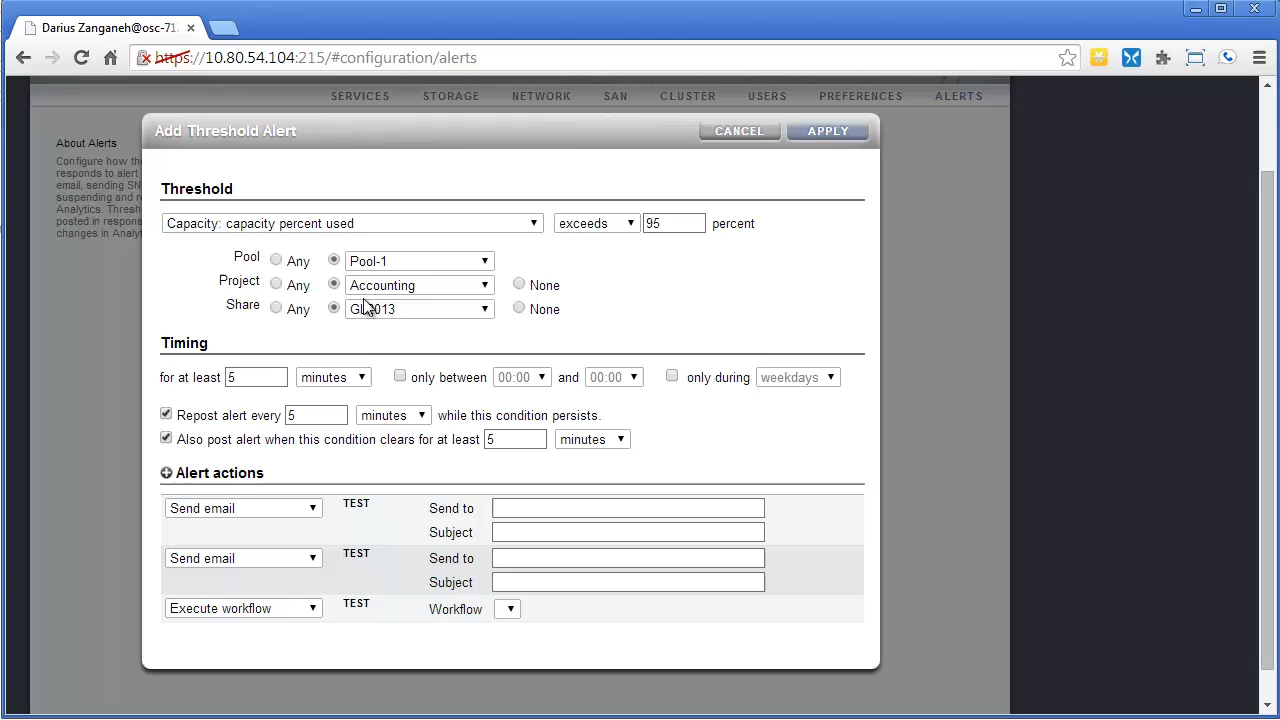 Darius Zanganeh@osc-71
https://10.80.54.104:215/#configuration/alerts
SERVICES STORAGE NETWORK SAN CLUSTER USERS PREFERENCES ALERTS
Add Threshold Alert CANCEL APPLY
About Alerts
Configure how the
responds to alert
email, sending SN
suspending and re
Analytics. Thresh
posted in respons
changes in Analy
Threshold
Capacity: capacity percent used exceeds 95 percent
Pool Any Pool-1
Project Any Accounting None
Share Any 013 None
Timing
for at least 5 minutes only between 00:00 and 00:00 only during weekdays
Repost alert every 5 minutes while this condition persists.
Also post alert when this condition clears for at least 5 minutes
Alert actions
Send email TEST Send to
Subject
Send email TEST Send to
Subject
Execute workflow TEST Workflow